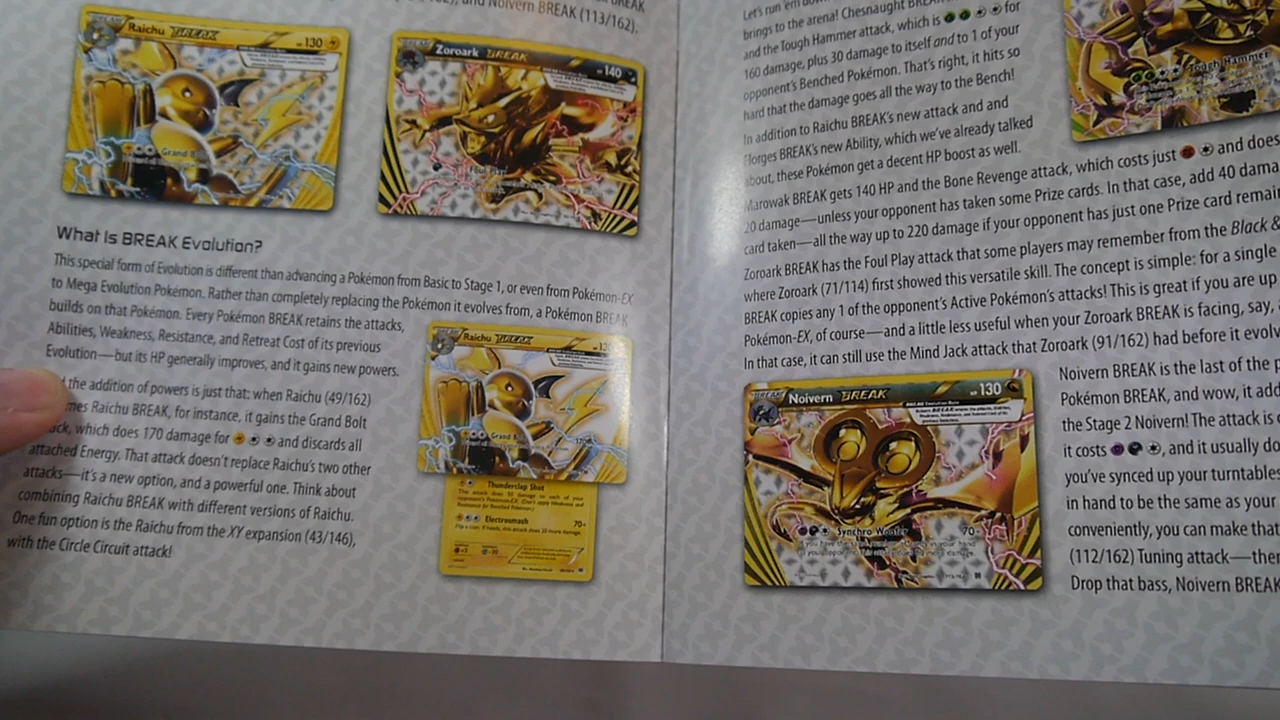 and Noivern BREAK (113/162).
Raichu BREAK HP 130
Zoroark BREAK HP 140
Foul Play
What Is BREAK Evolution?
This special form of Evolution is different than advancing a Pokémon from Basic to Stage 1, or even from Pokémon-EX
to Mega Evolution Pokémon. Rather than completely replacing the Pokémon it evolves from, a Pokémon BREAK
builds on that Pokémon. Every Pokémon BREAK retains the attacks,
Abilities, Weakness, Resistance, and Retreat Cost of its previous
Evolution—but its HP generally improves, and it gains new powers.
the addition of powers is just that: when Raichu (49/162)
Raichu BREAK, for instance, it gains the Grand Bolt
which does 170 damage for and discards all
attached Energy. That attack doesn't replace Raichu's two other
attacks—it's a new option, and a powerful one. Think about
combining Raichu BREAK with different versions of Raichu.
One fun option is the Raichu from the XY expansion (43/146),
with the Circle Circuit attack!
Raichu BREAK
Thunderclap Shot
Electrosmash 70+
Let's run 'em down
brings to the arena! Chesnaught BREAK
and the Tough Hammer attack, which is for
160 damage, plus 30 damage to itself and to 1 of your
opponent's Benched Pokémon. That's right, it hits so
hard that the damage goes all the way to the Bench!
Tough Hammer
In addition to Raichu BREAK's new attack and and
Florges BREAK's new Ability, which we've already talked
about, these Pokémon get a decent HP boost as well.
Marowak BREAK gets 140 HP and the Bone Revenge attack, which costs just and does
20 damage—unless your opponent has taken some Prize cards. In that case, add 40 dama
card taken—all the way up to 220 damage if your opponent has just one Prize card remai
Zoroark BREAK has the Foul Play attack that some players may remember from the Black &
where Zoroark (71/114) first showed this versatile skill. The concept is simple: for a single
BREAK copies any 1 of the opponent's Active Pokémon's attacks! This is great if you are up
Pokémon-EX, of course—and a little less useful when your Zoroark BREAK is facing, say,
In that case, it can still use the Mind Jack attack that Zoroark (91/162) had before it evolv
Noivern BREAK HP 130
Synchro Woofer 70+
Noivern BREAK is the last of the p
Pokémon BREAK, and wow, it add
the Stage 2 Noivern! The attack is
it costs , and it usually do
you've synced up your turntables
in hand to be the same as your
conveniently, you can make that
(112/162) Tuning attack—then
Drop that bass, Noivern BREAK